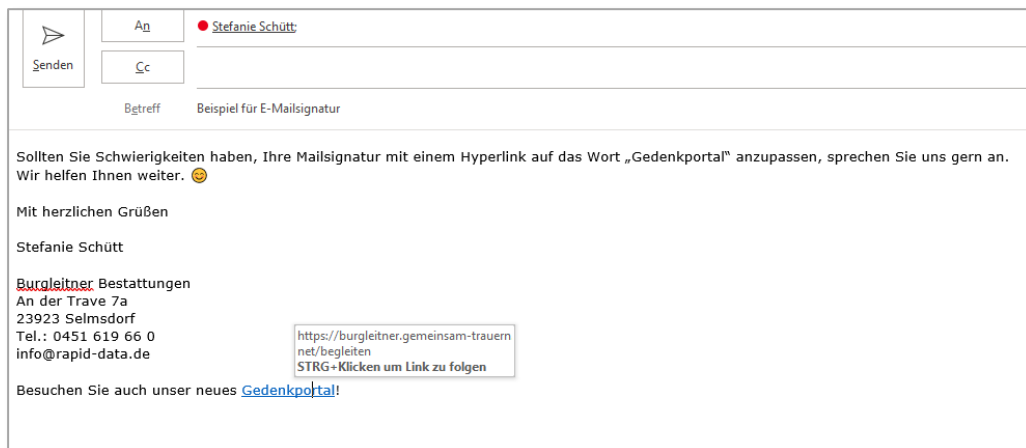 An
Stefanie Schütt;
Senden
Cc
Betreff
Beispiel für E-Mailsignatur
Sollten Sie Schwierigkeiten haben, Ihre Mailsignatur mit einem Hyperlink auf das Wort „Gedenkportal“ anzupassen, sprechen Sie uns gern an.
Wir helfen Ihnen weiter. 😊
Mit herzlichen Grüßen
Stefanie Schütt
Burgleitner Bestattungen
An der Trave 7a
23923 Selmsdorf
Tel.: 0451 619 66 0
info@rapid-data.de
https://burgleitner.gemeinsam-trauern
net/begleiten
STRG+Klicken um Link zu folgen
Besuchen Sie auch unser neues Gedenkportal!